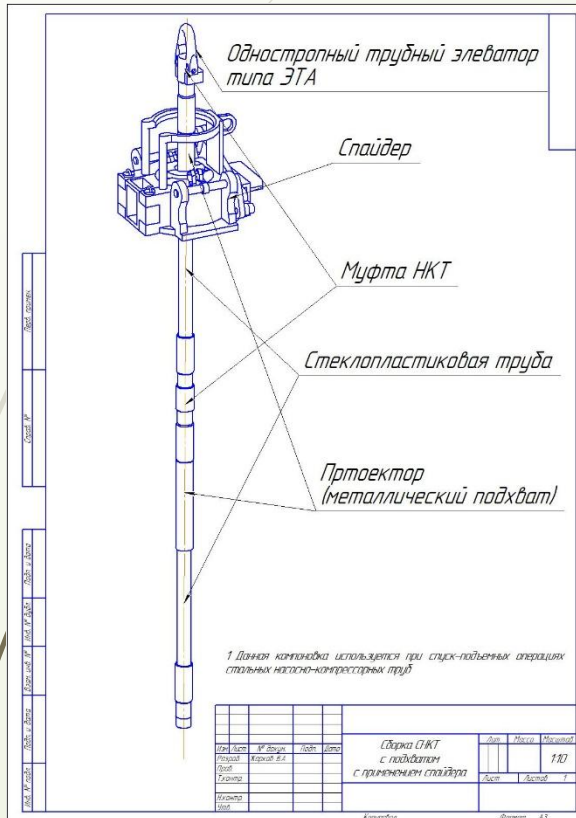 Одностропный трубный элеватор
типа ЭТА
Спайдер
Муфта НКТ
Стеклопластиковая труба
Пртоектор
(металлический подхват)
1 Данная компоновка используется при спуск-подъемных операциях
стальных насосно-компрессорных труб
Перв. примен.
Справ. №
Подп. и дата
Инв. № дубл.
Взам. инв. №
Подп. и дата
Инв. № подл.
Изм. Лист № докум. Подп. Дата
Разраб.
Пров.
Т.контр.
Н.контр.
Утв.
Сборка СНКТ
с подхватом
с применением спайдера
Лит. Масса Масштаб
1:10
Лист Листов 1
Копировал Формат А3